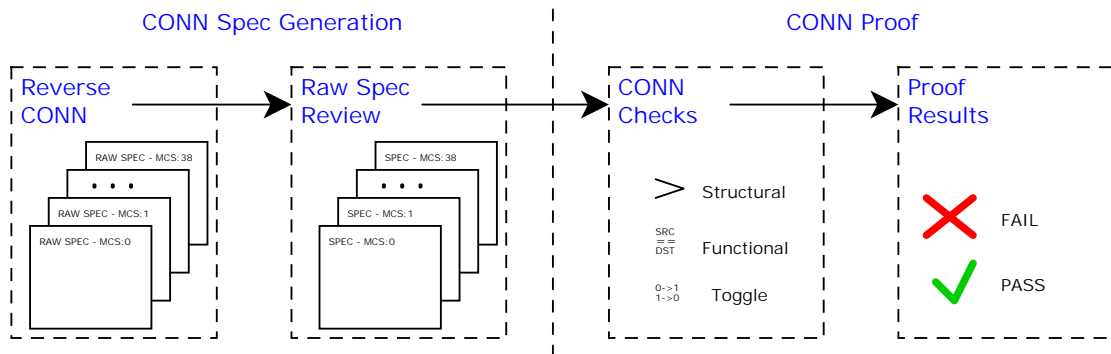 CONN Spec Generation
CONN Proof
Reverse
CONN
RAW SPEC - MCS:38
• • •
RAW SPEC - MCS:1
RAW SPEC - MCS:0
Raw Spec
Review
SPEC - MCS:38
• • •
SPEC - MCS:1
SPEC - MCS:0
CONN
Checks
> Structural
SRC
==
DST
Functional
0->1
1->0
Toggle
Proof
Results
FAIL
PASS